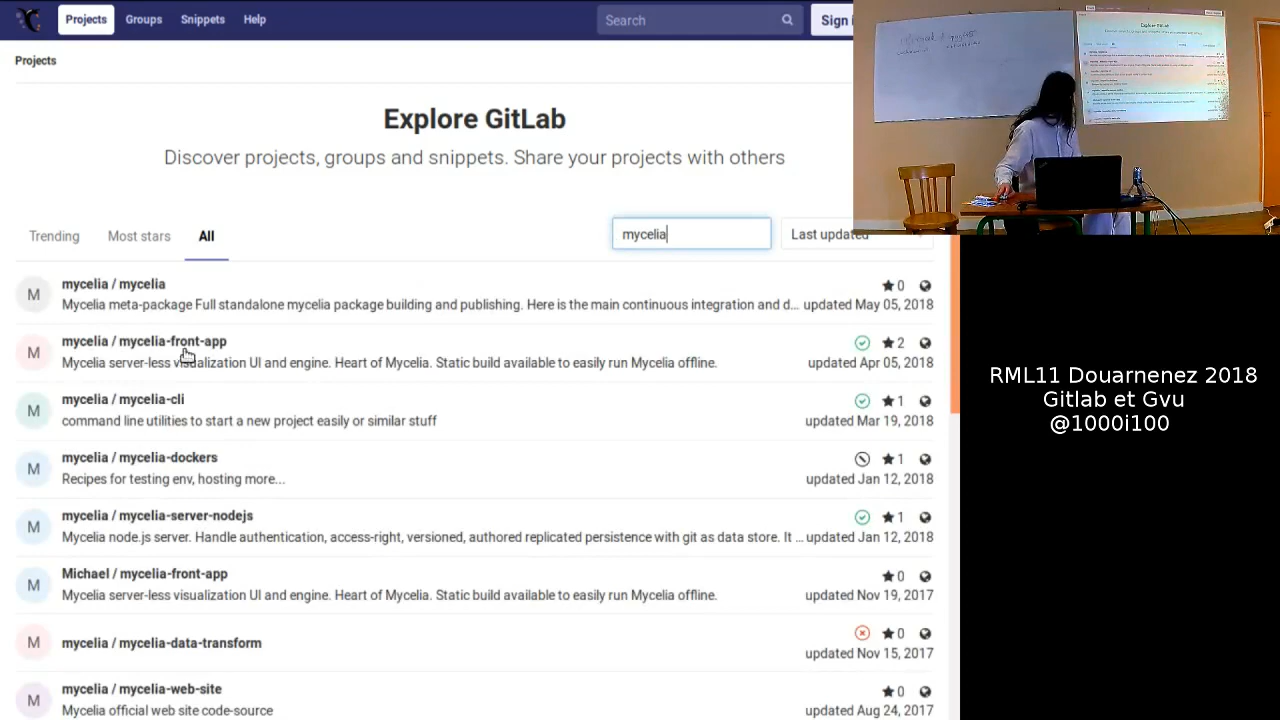 Projects Groups Snippets Help Search Sign i
Projects
Explore GitLab
Discover projects, groups and snippets. Share your projects with others
Trending Most stars All mycelia Last updated
M mycelia / mycelia 0
Mycelia meta-package Full standalone mycelia package building and publishing. Here is the main continuous integration and d... updated May 05, 2018
M mycelia / mycelia-front-app 2
Mycelia server-less visualization UI and engine. Heart of Mycelia. Static build available to easily run Mycelia offline. updated Apr 05, 2018
M mycelia / mycelia-cli 1
command line utilities to start a new project easily or similar stuff updated Mar 19, 2018
M mycelia / mycelia-dockers 1
Recipes for testing env, hosting more... updated Jan 12, 2018
M mycelia / mycelia-server-nodejs 1
Mycelia node.js server. Handle authentication, access-right, versioned, authored replicated persistence with git as data store. It ... updated Jan 12, 2018
M Michael / mycelia-front-app 0
Mycelia server-less visualization UI and engine. Heart of Mycelia. Static build available to easily run Mycelia offline. updated Nov 19, 2017
M mycelia / mycelia-data-transform 0
updated Nov 15, 2017
M mycelia / mycelia-web-site 0
Mycelia official web site code-source updated Aug 24, 2017
Explore GitLab
RML11 Douarnenez 2018
Gitlab et Gvu
@1000i100